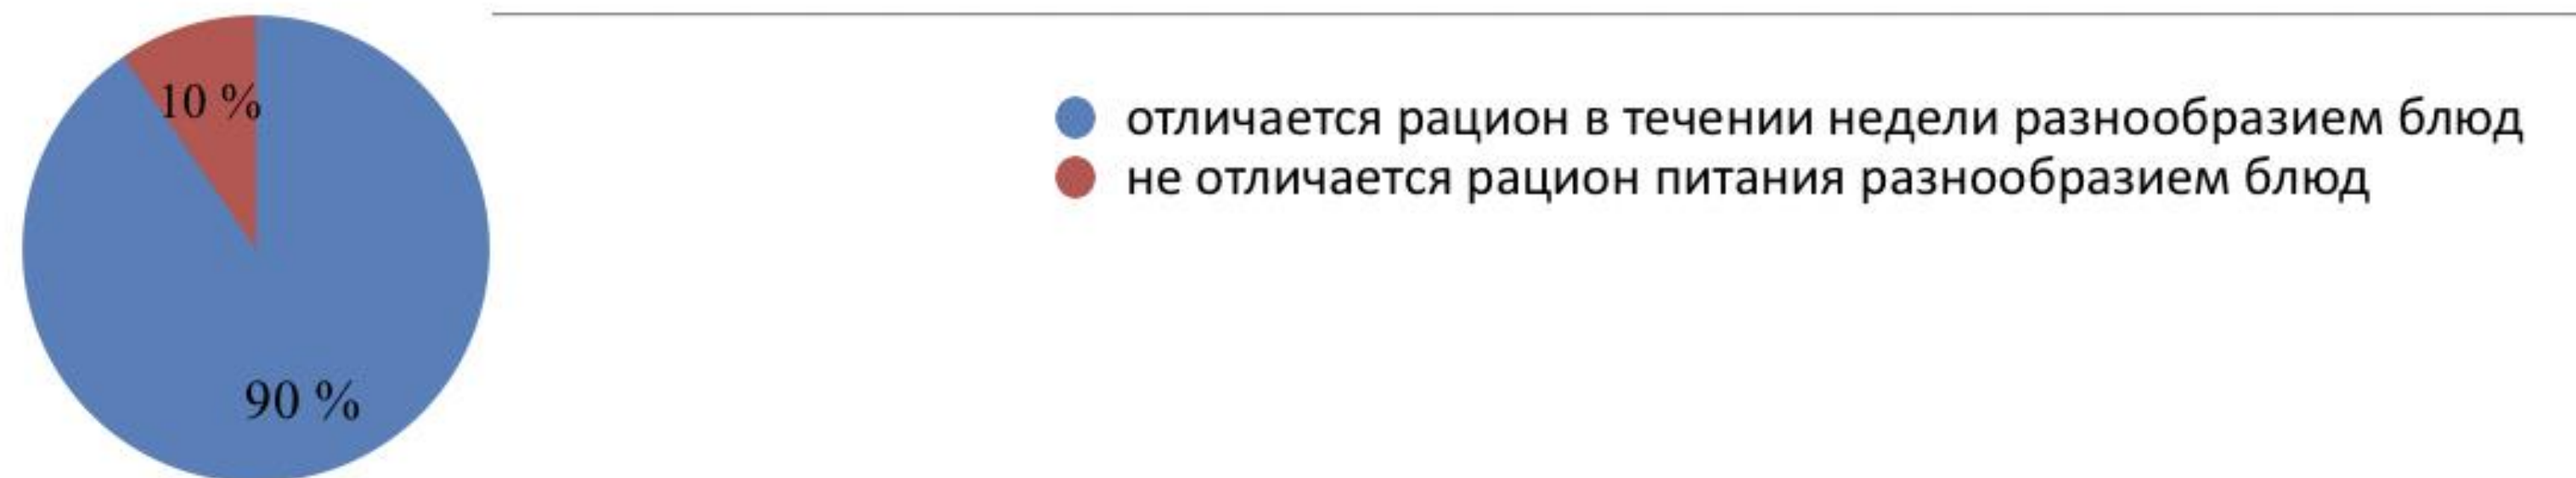 10 %
90 %
отличается рацион в течении недели разнообразием блюд
не отличается рацион питания разнообразием блюд